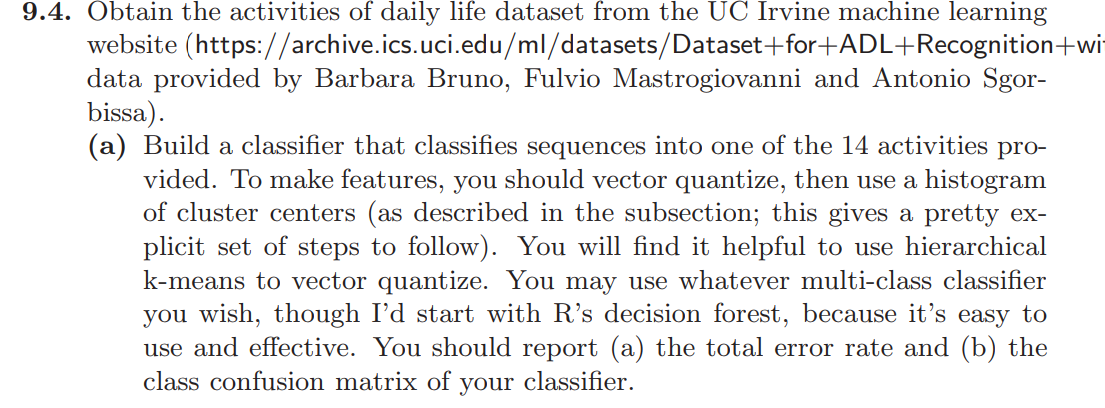 9.4. Obtain the activities of daily life dataset from the UC Irvine machine learning
website (https://archive.ics.uci.edu/ml/datasets/Dataset+for+ADL+Recognition+wi
data provided by Barbara Bruno, Fulvio Mastrogiovanni and Antonio Sgor-
bissa).
(a) Build a classifier that classifies sequences into one of the 14 activities pro-
vided. To make features, you should vector quantize, then use a histogram
of cluster centers (as described in the subsection; this gives a pretty ex-
plicit set of steps to follow). You will find it helpful to use hierarchical
k-means to vector quantize. You may use whatever multi-class classifier
you wish, though I'd start with R's decision forest, because it's easy to
use and effective. You should report (a) the total error rate and (b) the
class confusion matrix of your classifier.